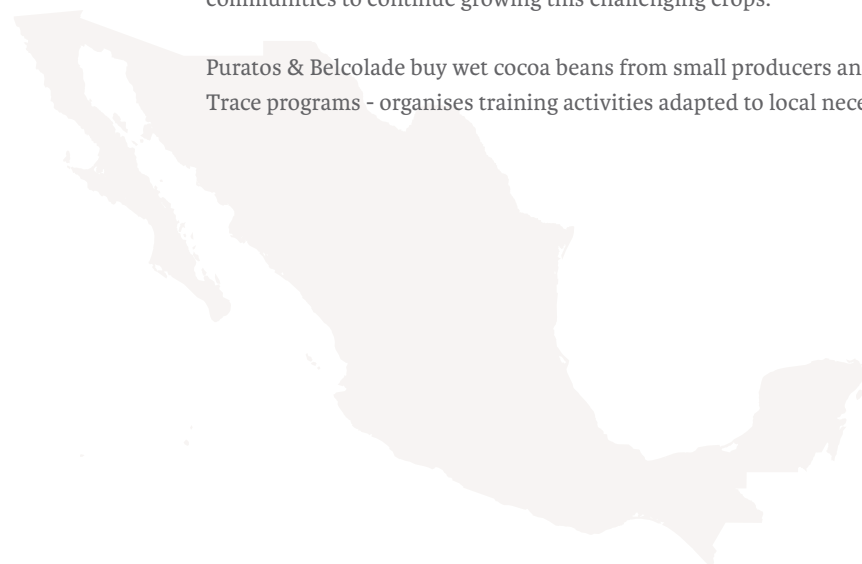 communities to continue growing this challenging crops.
Puratos & Belcolade buy wet cocoa beans from small producers an
Trace programs - organises training activities adapted to local nece